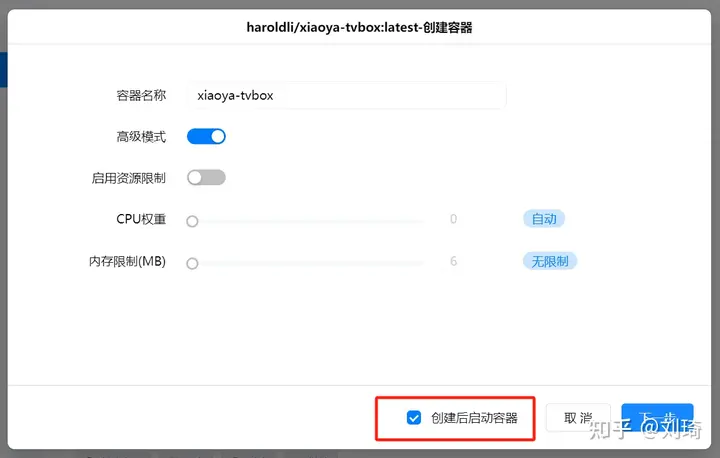 haroldli/xiaoya-tvbox:latest-创建容器
容器名称 xiaoya-tvbox
高级模式
启用资源限制
CPU权重 0 自动
内存限制(MB) 6 无限制
创建后启动容器 取消 下一步
知乎 @刘琦